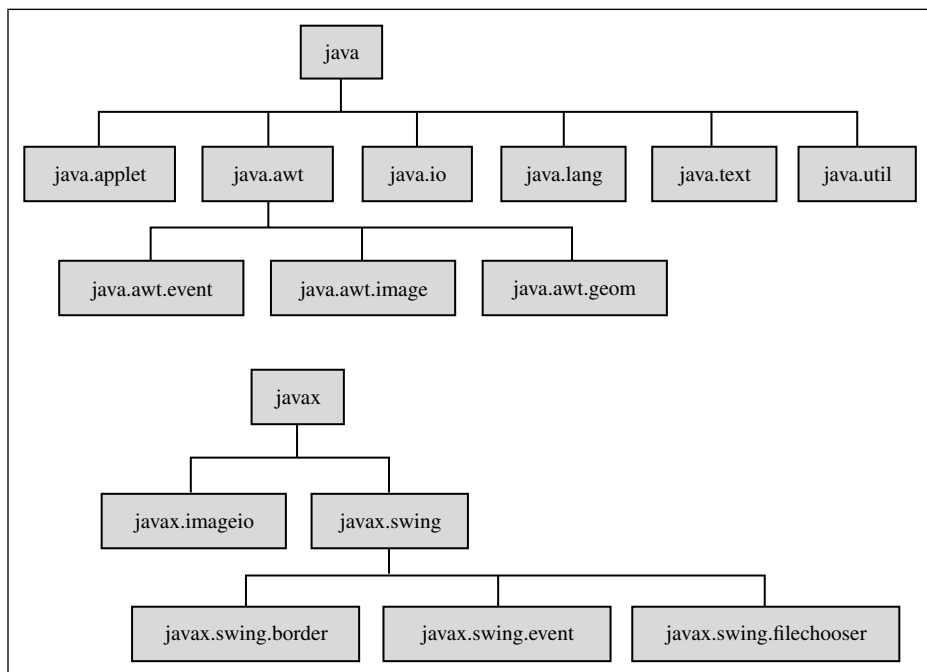 java
java.applet java.awt java.io java.lang java.text java.util
java.awt.event java.awt.image java.awt.geom
javax
javax.imageio javax.swing
javax.swing.border javax.swing.event javax.swing.filechooser